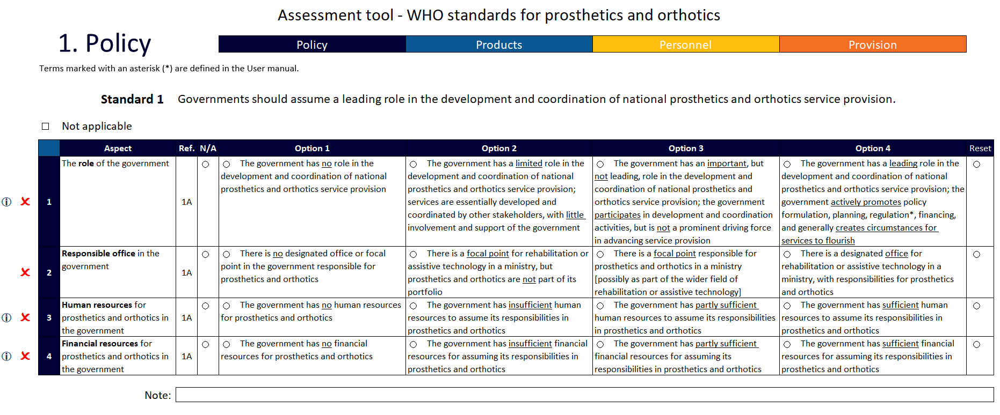 Assessment tool - WHO standards for prosthetics and orthotics
1. Policy
Policy Products Personnel Provision
Terms marked with an asterisk (*) are defined in the User manual.
Standard 1 Governments should assume a leading role in the development and coordination of national prosthetics and orthotics service provision.
Not applicable
Aspect Ref. N/A Option 1 Option 2 Option 3 Option 4 Reset
1
The role of the government
1A
The government has no role in the
development and coordination of national
prosthetics and orthotics service provision
The government has a limited role in the
development and coordination of national
prosthetics and orthotics service provision;
services are essentially developed and
coordinated by other stakeholders, with little
involvement and support of the government
The government has an important, but
not leading, role in the development and
coordination of national prosthetics and
orthotics service provision; the government
participates in development and coordination
activities, but is not a prominent driving force
in advancing service provision
The government has a leading role in the
development and coordination of national
prosthetics and orthotics service provision; the
government actively promotes policy
formulation, planning, regulation*, financing,
and generally creates circumstances for
services to flourish
2
Responsible office in the
government
1A
There is no designated office or focal
point in the government responsible for
prosthetics and orthotics
There is a focal point for rehabilitation or
assistive technology in a ministry, but
prosthetics and orthotics are not part of its
portfolio
There is a focal point responsible for
prosthetics and orthotics in a ministry
[possibly as part of the wider field of
rehabilitation or assistive technology]
There is a designated office for
rehabilitation or assistive technology in a
ministry, with responsibilities for prosthetics
and orthotics
3
Human resources for
prosthetics and orthotics in
the government
1A
The government has no human resources
for prosthetics and orthotics
The government has insufficient human
resources to assume its responsibilities in
prosthetics and orthotics
The government has partly sufficient
human resources to assume its responsibilities
in prosthetics and orthotics
The government has sufficient human
resources to assume its responsibilities in
prosthetics and orthotics
4
Financial resources for
prosthetics and orthotics in
the government
1A
The government has no financial
resources for prosthetics and orthotics
The government has insufficient financial
resources for assuming its responsibilities in
prosthetics and orthotics
The government has partly sufficient
financial resources for assuming its
responsibilities in prosthetics and orthotics
The government has sufficient financial
resources for assuming its responsibilities in
prosthetics and orthotics
Note: